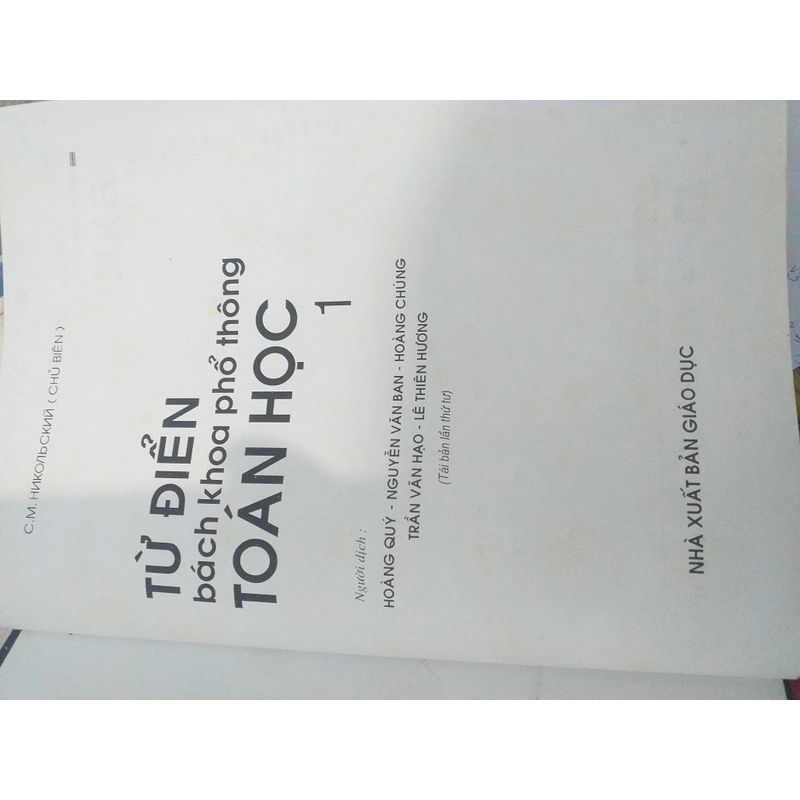 С.М. НИКОЛЬСКИЙ ( CHỦ BIÊN )
TỪ ĐIỂN
bách khoa phổ thông
TOÁN HỌC
1
Người dịch :
HOÀNG QUÝ - NGUYỄN VĂN BAN - HOÀNG CHÚNG
TRẦN VĂN HẠO - LÊ THIÊN HƯƠNG
(Tái bản lần thứ tư)
NHÀ XUẤT BẢN GIÁO DỤC